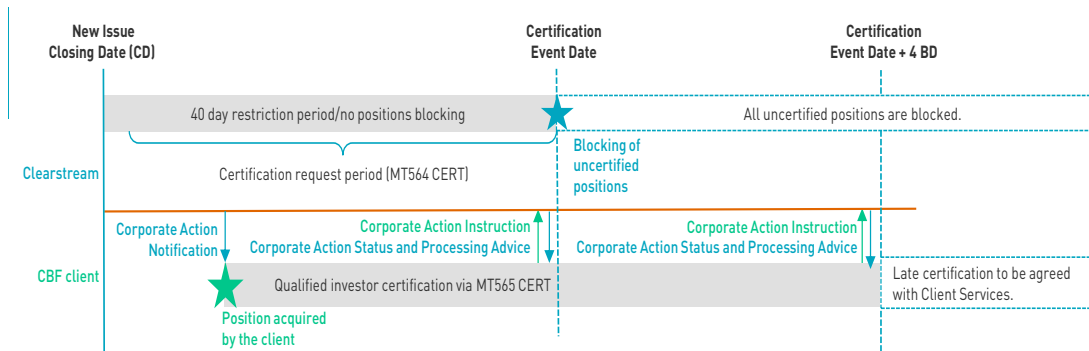 New Issue
Closing Date (CD)
Certification
Event Date
Certification
Event Date + 4 BD
40 day restriction period/no positions blocking
All uncertified positions are blocked.
Blocking of
uncertified
positions
Clearstream
Certification request period (MT564 CERT)
Corporate Action
Notification
Corporate Action Instruction
Corporate Action Status and Processing Advice
Corporate Action Instruction
Corporate Action Status and Processing Advice
CBF client
Qualified investor certification via MT565 CERT
Late certification to be agreed
with Client Services.
Position acquired
by the client